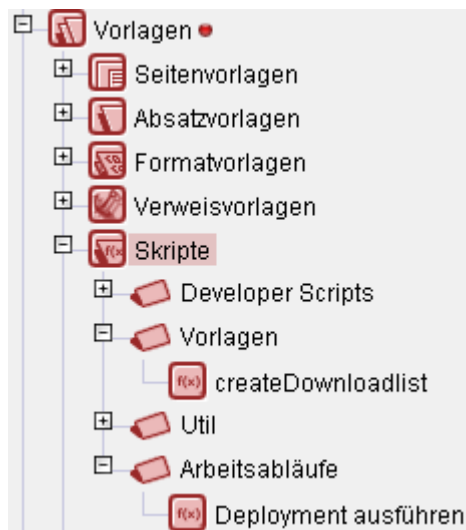 Vorlagen
Seitenvorlagen
Absatzvorlagen
Formatvorlagen
Verweisvorlagen
f(x) Skripte
Developer Scripts
Vorlagen
f(x) createDownloadlist
Util
Arbeitsabläufe
f(x) Deployment ausführen